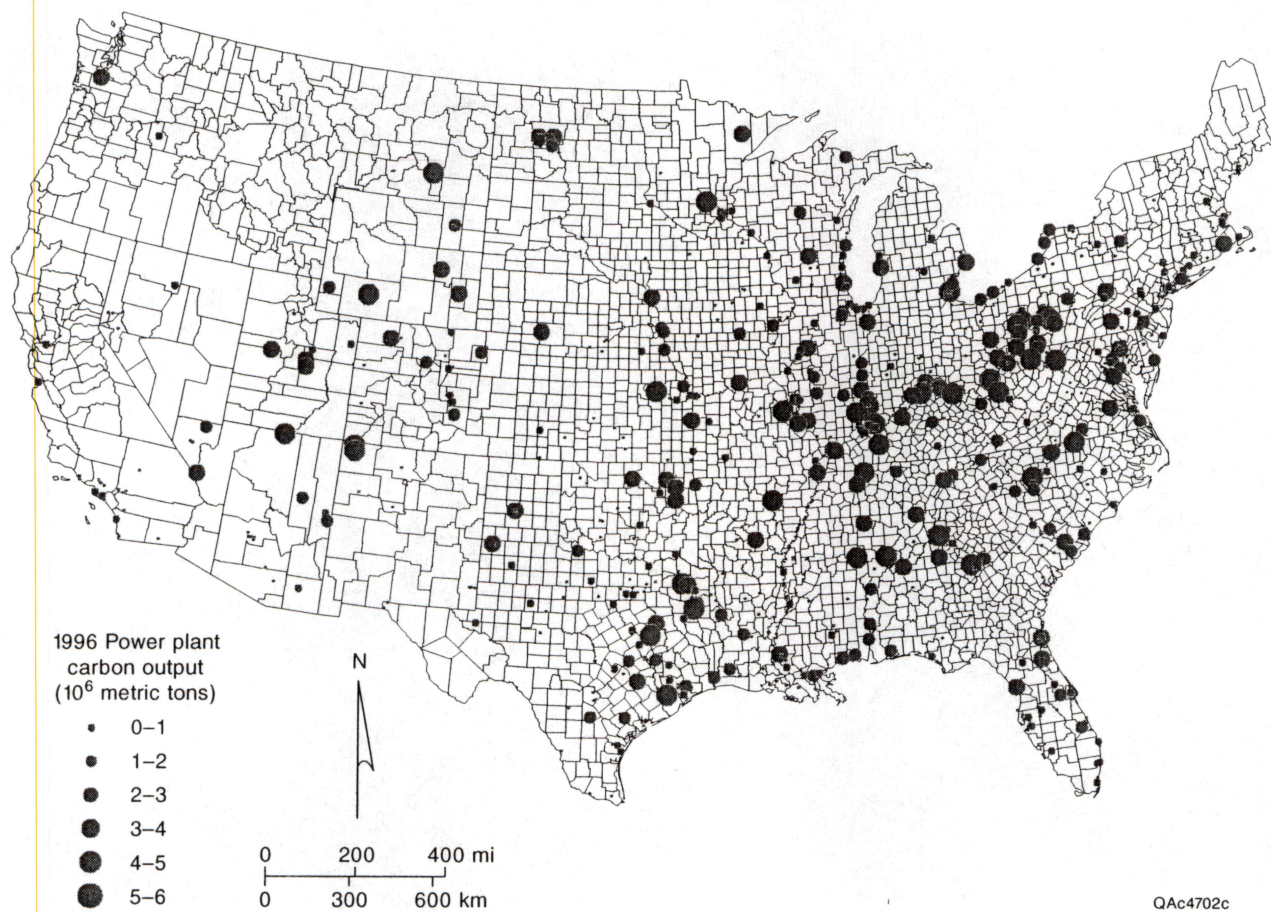 1996 Power plant
carbon output
(10⁶ metric tons)
0–1
1–2
2–3
3–4
4–5
5–6
N
0 200 400 mi
0 300 600 km
QAc4702c